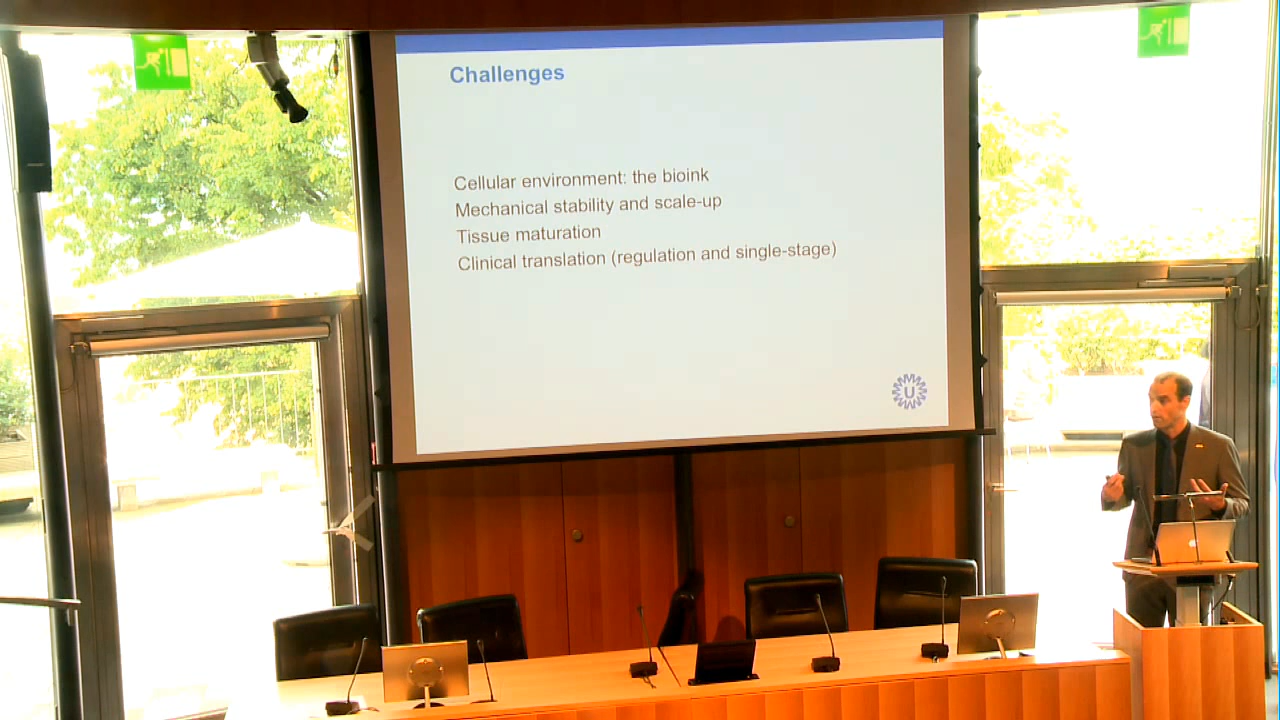 Challenges
Cellular environment: the bioink
Mechanical stability and scale-up
Tissue maturation
Clinical translation (regulation and single-stage)
U